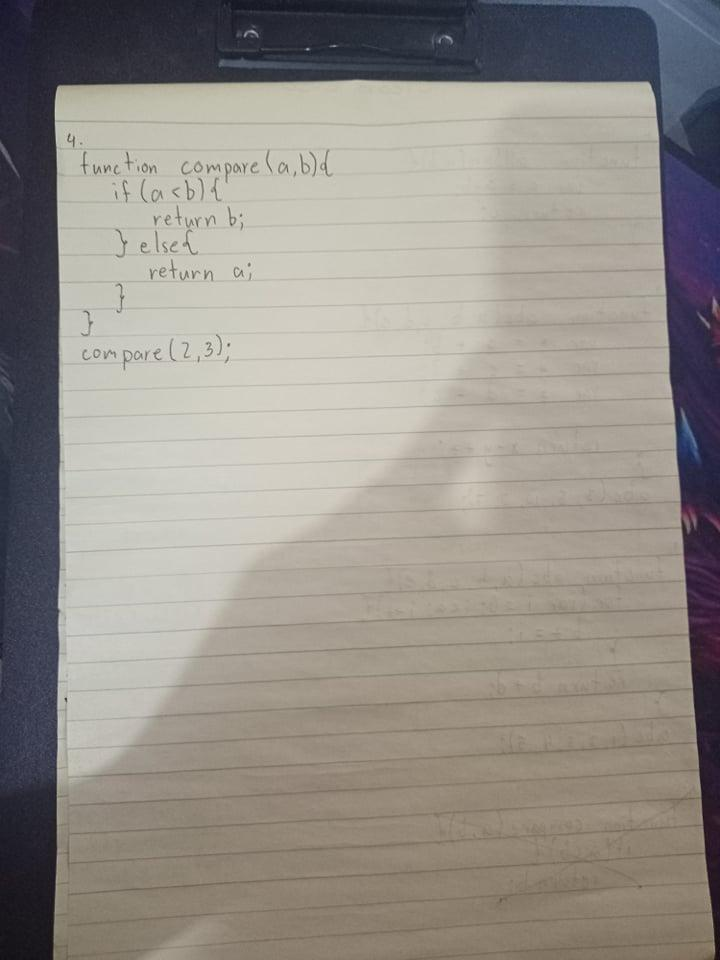 4.
function compare(a,b){
if (a<b){
return b;
} else{
return a;
}
}
compare(2,3);